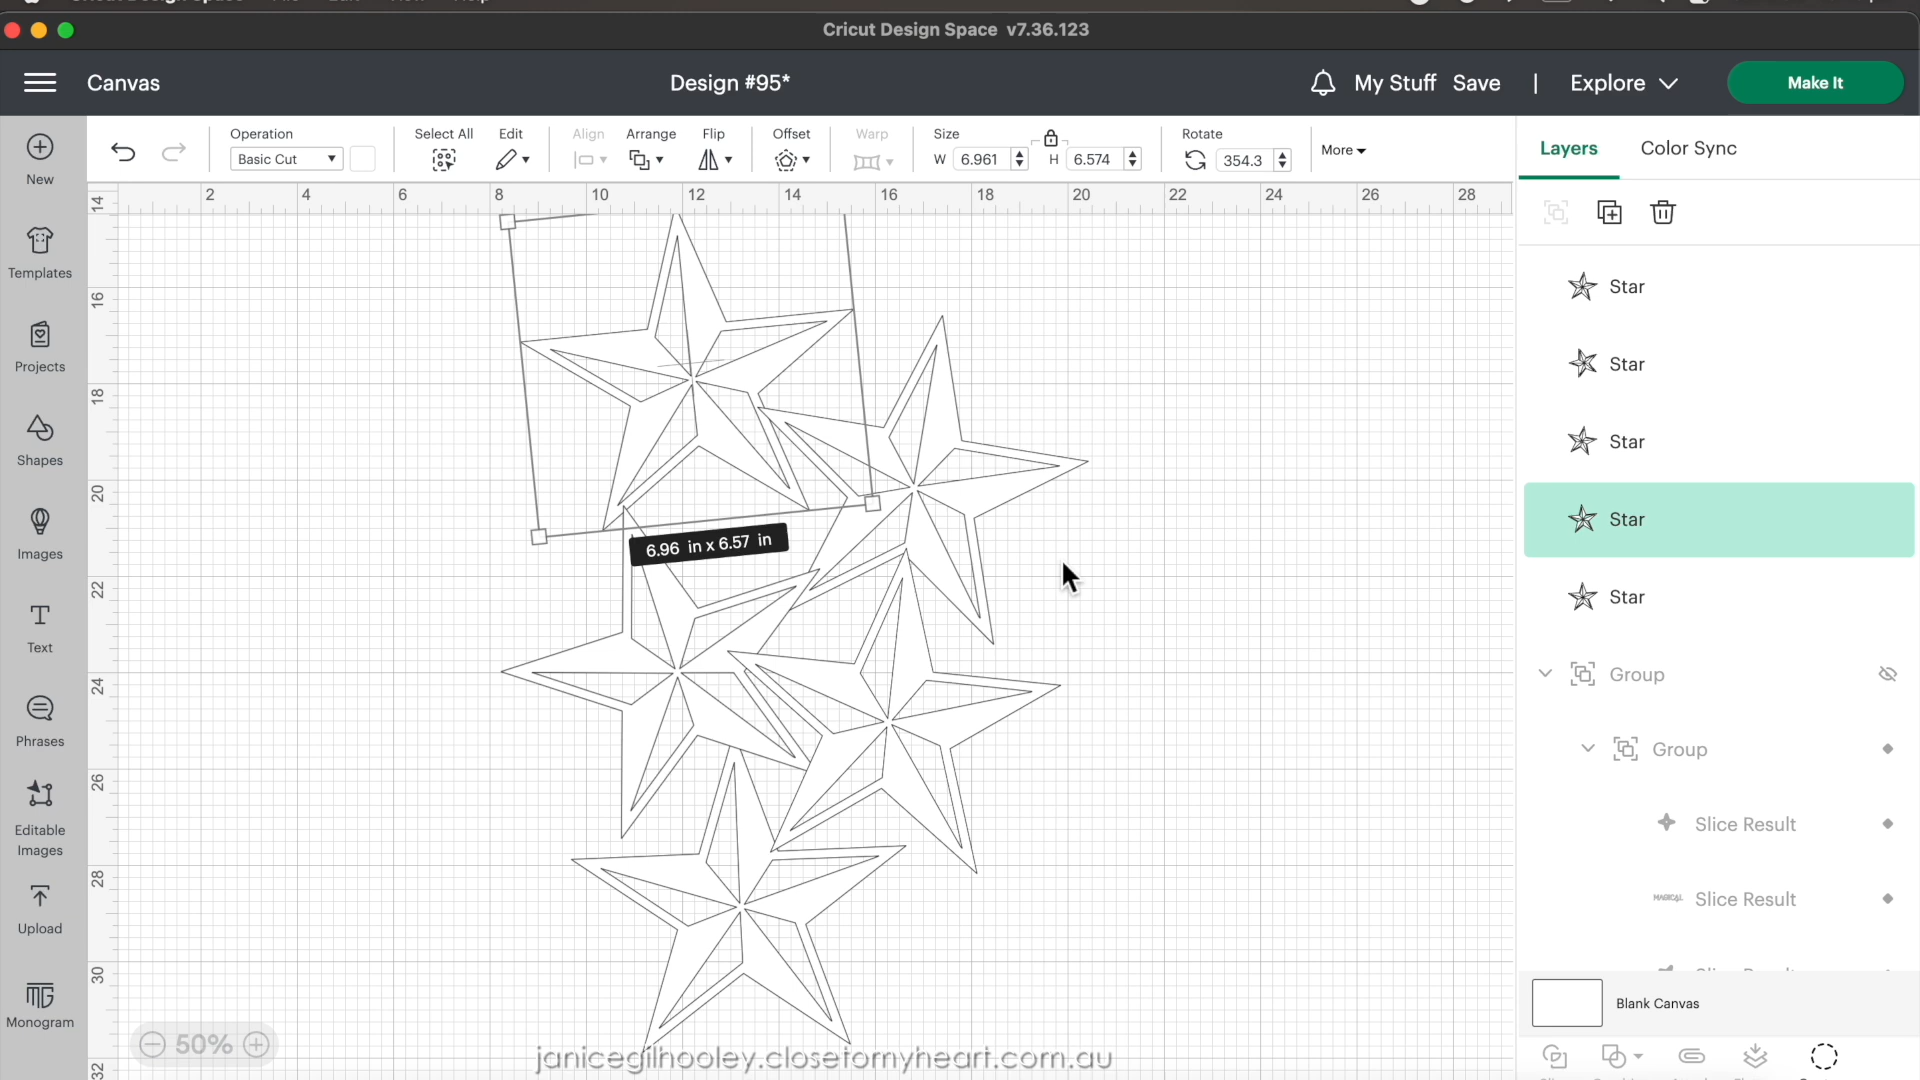 Cricut Design Space v7.36.123
Canvas
Design #95*
My Stuff
Save
|
Explore
Make It
New
Templates
Projects
Shapes
Images
Text
Phrases
Editable
Images
Upload
Monogram
Operation
Basic Cut
Select All
Edit
Align
Arrange
Flip
Offset
Warp
Size
W 6.961
H 6.574
Rotate
354.3
More
2 4 6 8 10 12 14 16 18 20 22 24 26 28
14
16
18
20
22
24
26
28
30
32
6.96 in x 6.57 in
50%
janicegilhooley.closetomyheart.com.au
Layers
Color Sync
Star
Star
Star
Star
Star
Group
Group
Slice Result
MAGICAL Slice Result
Slice Result
Blank Canvas